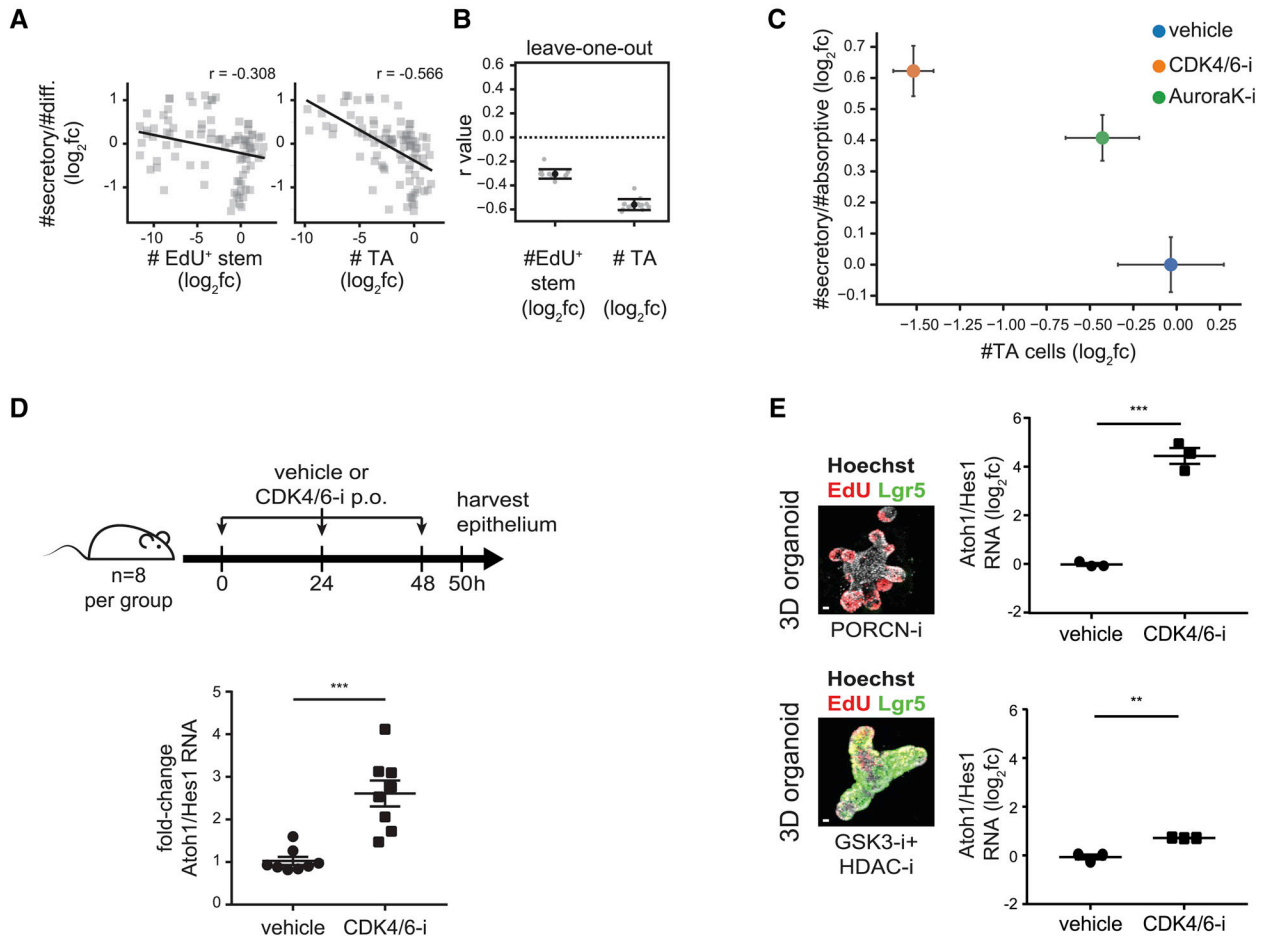 A
r = -0.308
r = -0.566
#secretory/#diff.
(log2fc)
1
0
-1
1
0
-1
-10
-5
0
-10
-5
0
# EdU+ stem
(log2fc)
# TA
(log2fc)
B
leave-one-out
r value
0.6
0.4
0.2
0.0
−0.2
−0.4
−0.6
#EdU+
stem
(log2fc)
# TA
(log2fc)
C
vehicle
CDK4/6-i
AuroraK-i
#secretory/#absorptive (log2fc)
0.7
0.6
0.5
0.4
0.3
0.2
0.1
0.0
−0.1
−1.50
−1.25
−1.00
−0.75
−0.50
−0.25
0.00
0.25
#TA cells (log2fc)
D
vehicle or
CDK4/6-i p.o.
harvest
epithelium
n=8
per group
0
24
48
50h
fold-change
Atoh1/Hes1 RNA
5
4
3
2
1
0
***
vehicle
CDK4/6-i
E
Hoechst
EdU Lgr5
3D organoid
PORCN-i
Atoh1/Hes1
RNA (log2fc)
6
4
2
0
-2
***
vehicle
CDK4/6-i
Hoechst
EdU Lgr5
3D organoid
GSK3-i+
HDAC-i
Atoh1/Hes1
RNA (log2fc)
6
4
2
0
-2
**
vehicle
CDK4/6-i